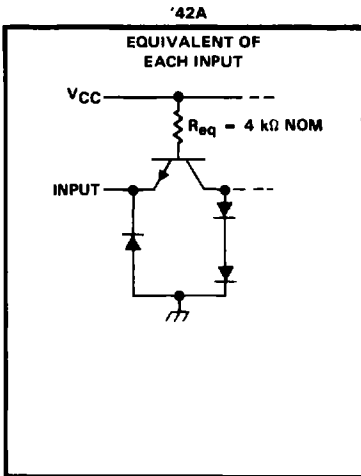 '42A
EQUIVALENT OF
EACH INPUT
VCC
Req = 4 kΩ NOM
INPUT